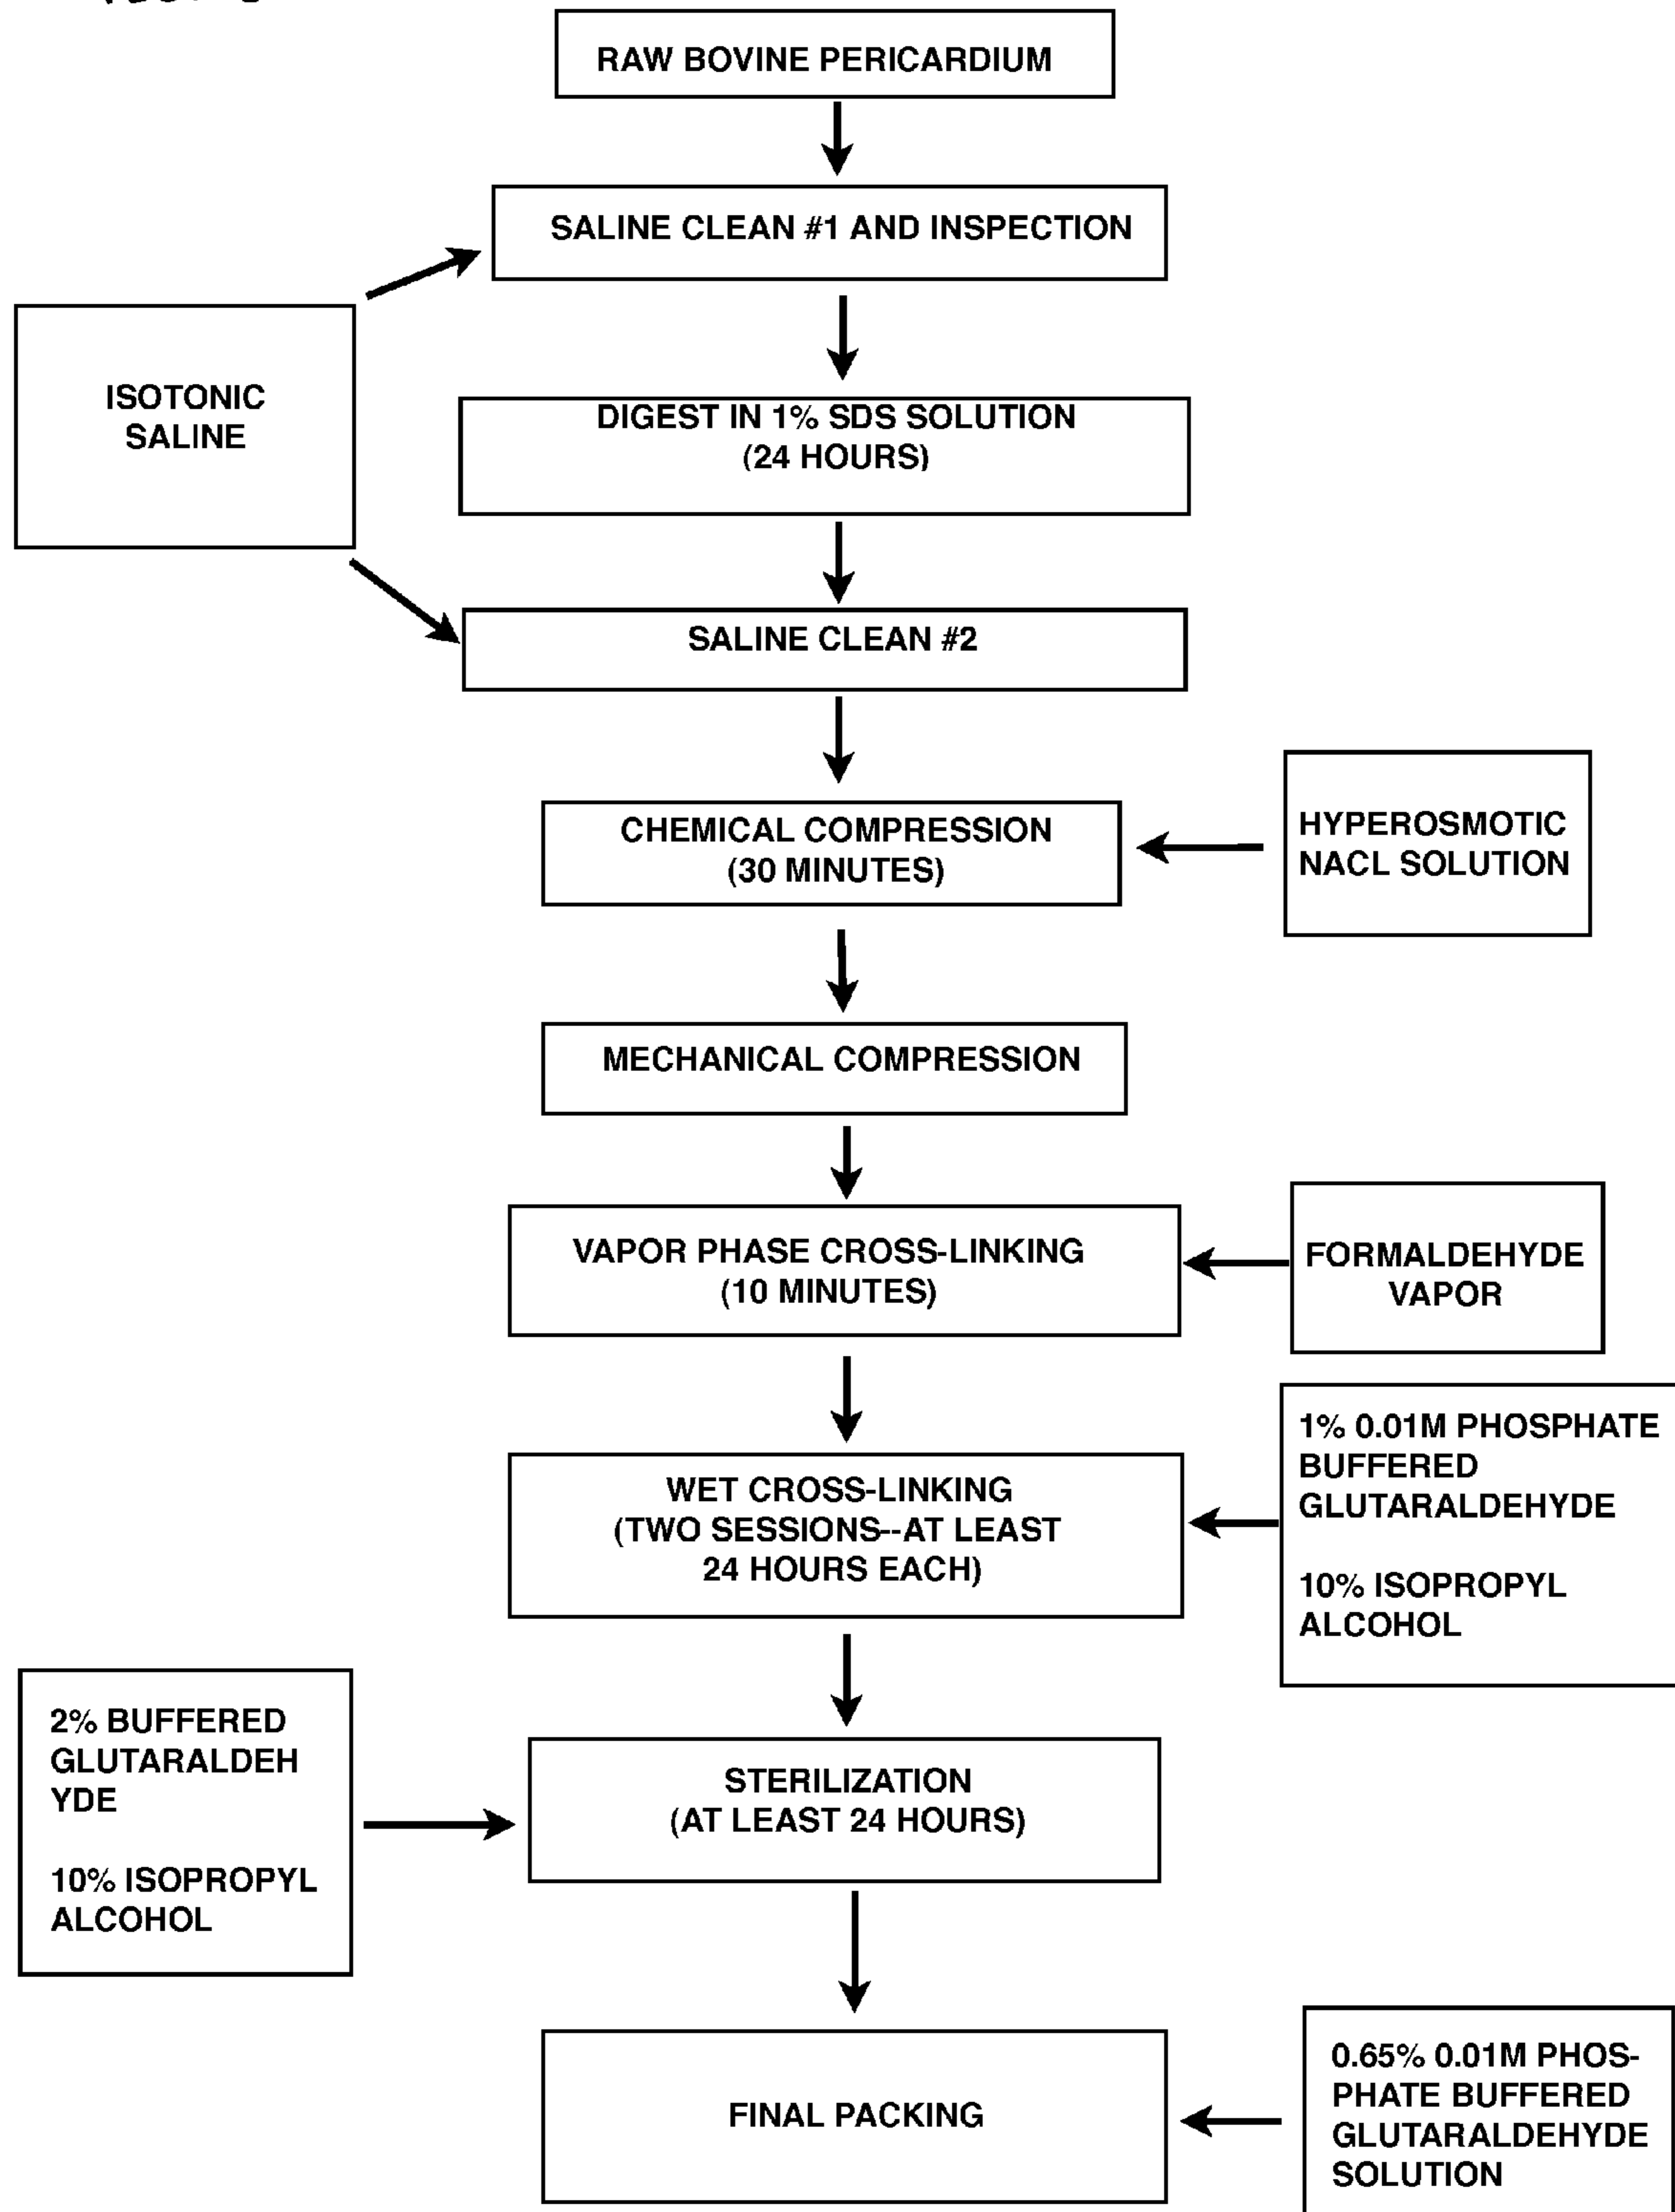 RAW BOVINE PERICARDIUM
SALINE CLEAN #1 AND INSPECTION
ISOTONIC
SALINE
DIGEST IN 1% SDS SOLUTION
(24 HOURS)
SALINE CLEAN #2
CHEMICAL COMPRESSION
(30 MINUTES)
HYPEROSMOTIC
NACL SOLUTION
MECHANICAL COMPRESSION
VAPOR PHASE CROSS-LINKING
(10 MINUTES)
FORMALDEHYDE
VAPOR
WET CROSS-LINKING
(TWO SESSIONS--AT LEAST
24 HOURS EACH)
1% 0.01M PHOSPHATE
BUFFERED
GLUTARALDEHYDE
10% ISOPROPYL
ALCOHOL
2% BUFFERED
GLUTARALDEH
YDE
10% ISOPROPYL
ALCOHOL
STERILIZATION
(AT LEAST 24 HOURS)
FINAL PACKING
0.65% 0.01M PHOS-
PHATE BUFFERED
GLUTARALDEHYDE
SOLUTION